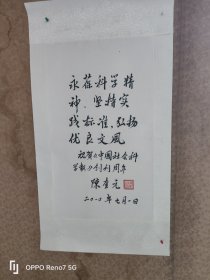 永葆科学精
神，坚持实
践标准，弘扬
优良文风
祝贺《中国社会科
学报》创刊周年
陈奎元
二〇一〇年七月一日
OPPO Reno7 5G